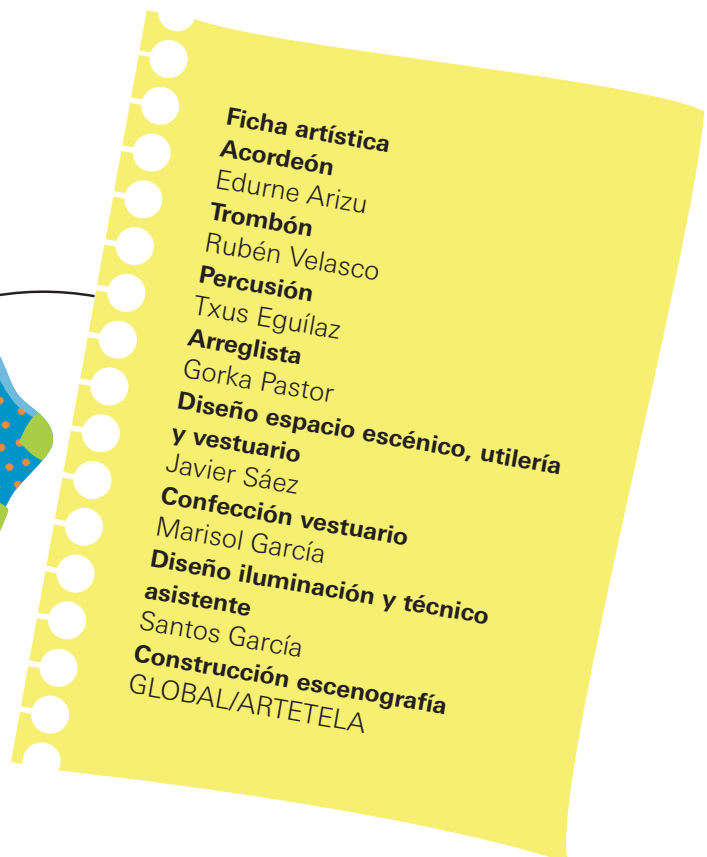 Ficha artística
Acordeón
Edurne Arizu
Trombón
Rubén Velasco
Percusión
Txus Eguílaz
Arreglista
Gorka Pastor
Diseño espacio escénico, utilería
y vestuario
Javier Sáez
Confección vestuario
Marisol García
Diseño iluminación y técnico
asistente
Santos García
Construcción escenografía
GLOBAL/ARTETELA